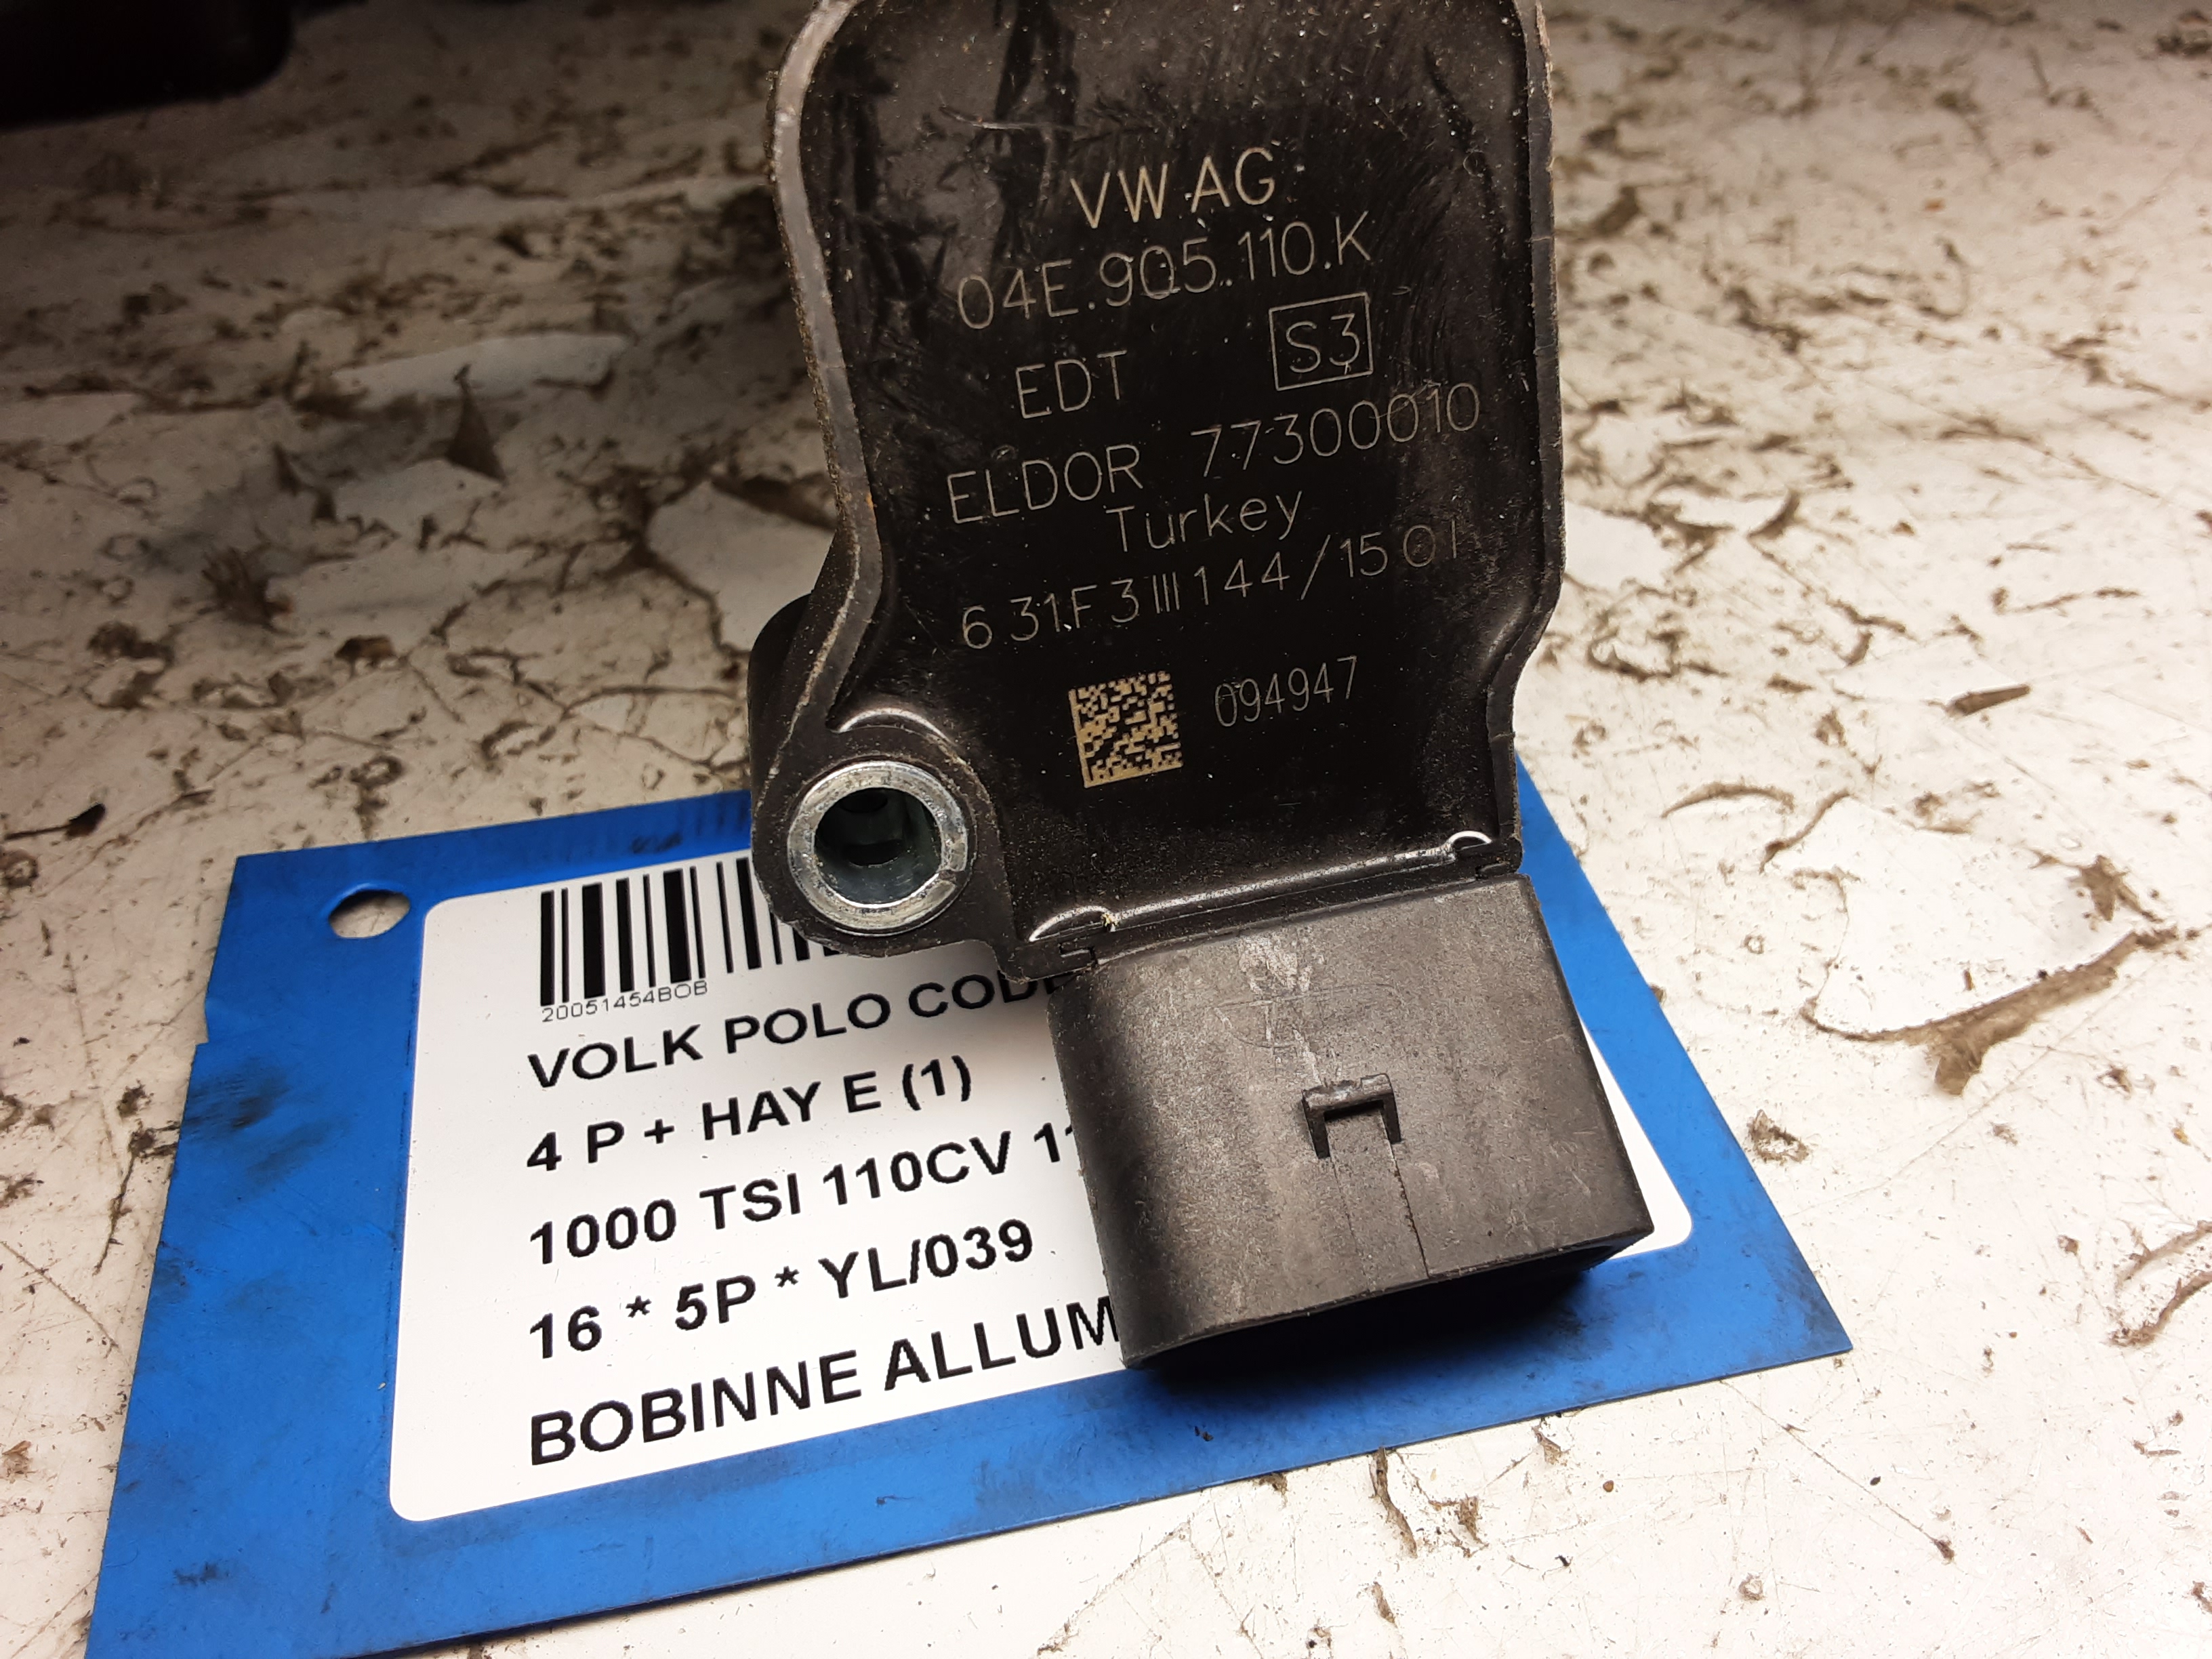 VW AG
04E.905.110.K
EDT S3
ELDOR 77300010
Turkey
6 31.F 3 III 144/15 01
094947
20051454BOB
VOLK POLO CODE
4 P + HAY E (1)
1000 TSI 110CV
16 * 5P * YL/039
BOBINNE ALLUM